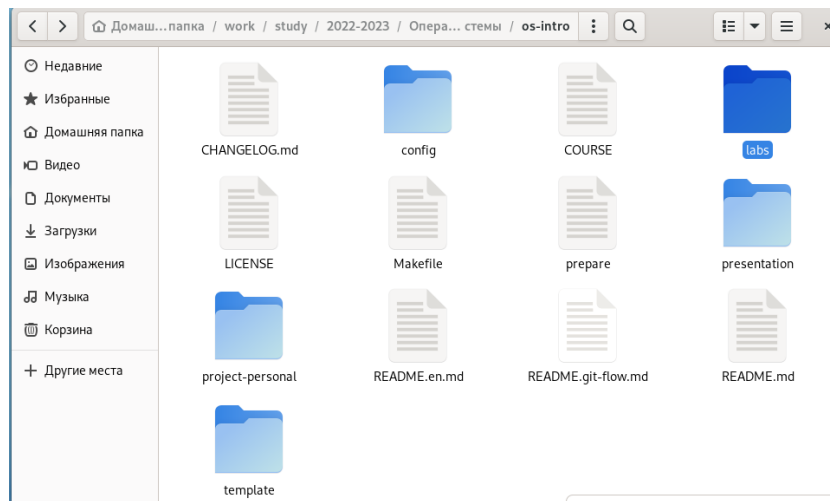 Домаш...папка / work / study / 2022-2023 / Опера... стемы / os-intro
Недавние
Избранные
Домашняя папка
Видео
Документы
Загрузки
Изображения
Музыка
Корзина
Другие места
CHANGELOG.md config COURSE labs
LICENSE Makefile prepare presentation
project-personal README.en.md README.git-flow.md README.md
template